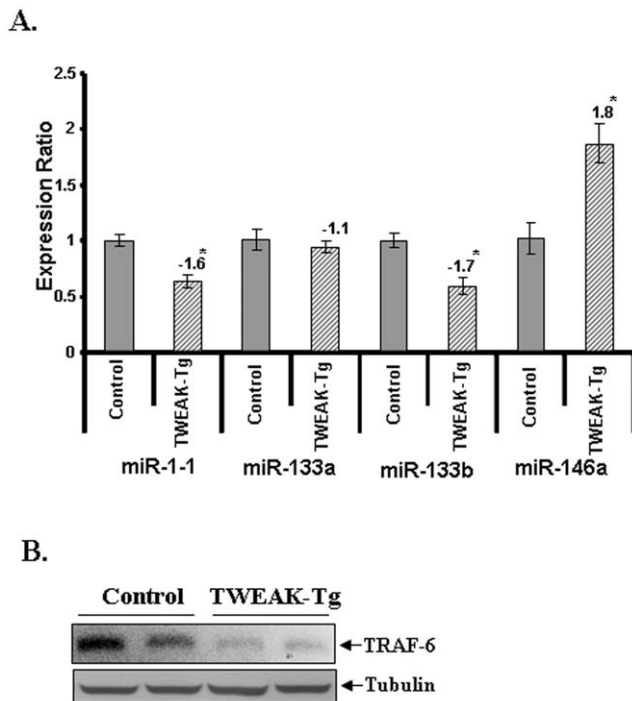 A.
Expression Ratio
2.5
2
1.5
1
0.5
0
-1.6*
-1.1
-1.7*
1.8*
Control
TWEAK-Tg
Control
TWEAK-Tg
Control
TWEAK-Tg
Control
TWEAK-Tg
miR-1-1
miR-133a
miR-133b
miR-146a
B.
Control TWEAK-Tg
TRAF-6
Tubulin